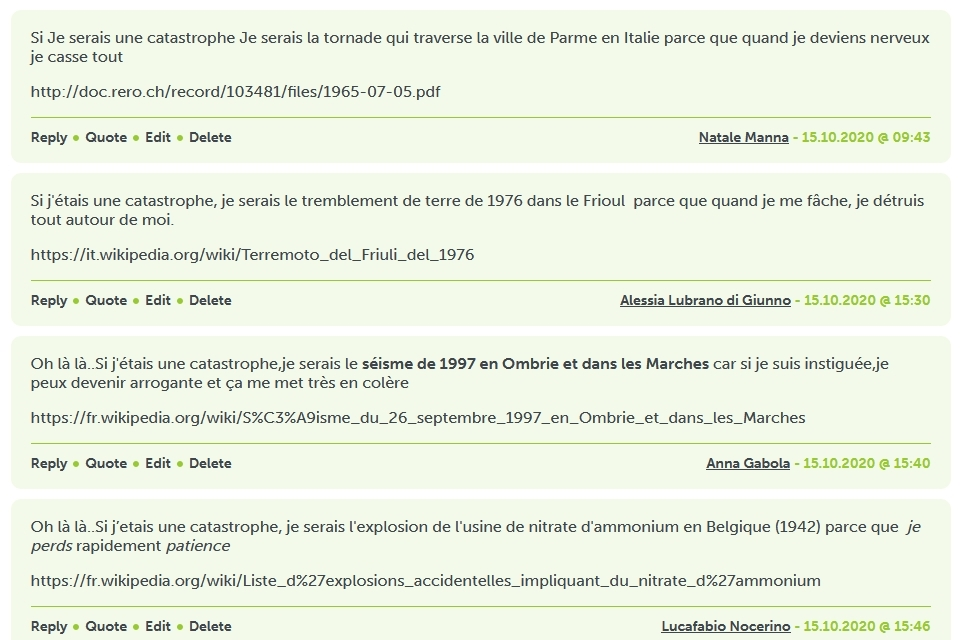 Si Je serais une catastrophe Je serais la tornade qui traverse la ville de Parme en Italie parce que quand je deviens nerveux
je casse tout
http://doc.rero.ch/record/103481/files/1965-07-05.pdf
Reply • Quote • Edit • Delete Natale Manna - 15.10.2020 @ 09:43
Si j'étais une catastrophe, je serais le tremblement de terre de 1976 dans le Frioul  parce que quand je me fâche, je détruis
tout autour de moi.
https://it.wikipedia.org/wiki/Terremoto_del_Friuli_del_1976
Reply • Quote • Edit • Delete Alessia Lubrano di Giunno - 15.10.2020 @ 15:30
Oh là là..Si j'étais une catastrophe,je serais le séisme de 1997 en Ombrie et dans les Marches car si je suis instiguée,je
peux devenir arrogante et ça me met très en colère
https://fr.wikipedia.org/wiki/S%C3%A9isme_du_26_septembre_1997_en_Ombrie_et_dans_les_Marches
Reply • Quote • Edit • Delete Anna Gabola - 15.10.2020 @ 15:40
Oh là là..Si j’etais une catastrophe, je serais l'explosion de l'usine de nitrate d'ammonium en Belgique (1942) parce que  je
perds rapidement patience
https://fr.wikipedia.org/wiki/Liste_d%27explosions_accidentelles_impliquant_du_nitrate_d%27ammonium
Reply • Quote • Edit • Delete Lucafabio Nocerino - 15.10.2020 @ 15:46